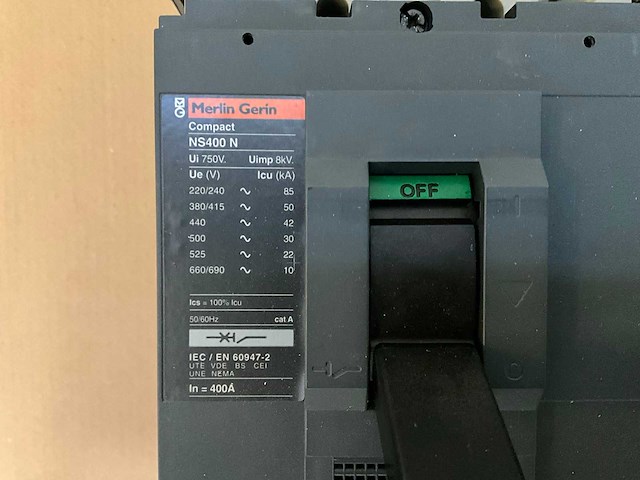 Merlin Gerin
Compact
NS400 N
Ui 750V. Uimp 8kV.
Ue (V) Icu (kA)
220/240 ~ 85
380/415 ~ 50
440 ~ 42
500 ~ 30
525 ~ 22
660/690 ~ 10
Ics = 100% Icu
50/60Hz cat A
IEC / EN 60947-2
UTE VDE BS CEI
UNE NEMA
In = 400A
OFF